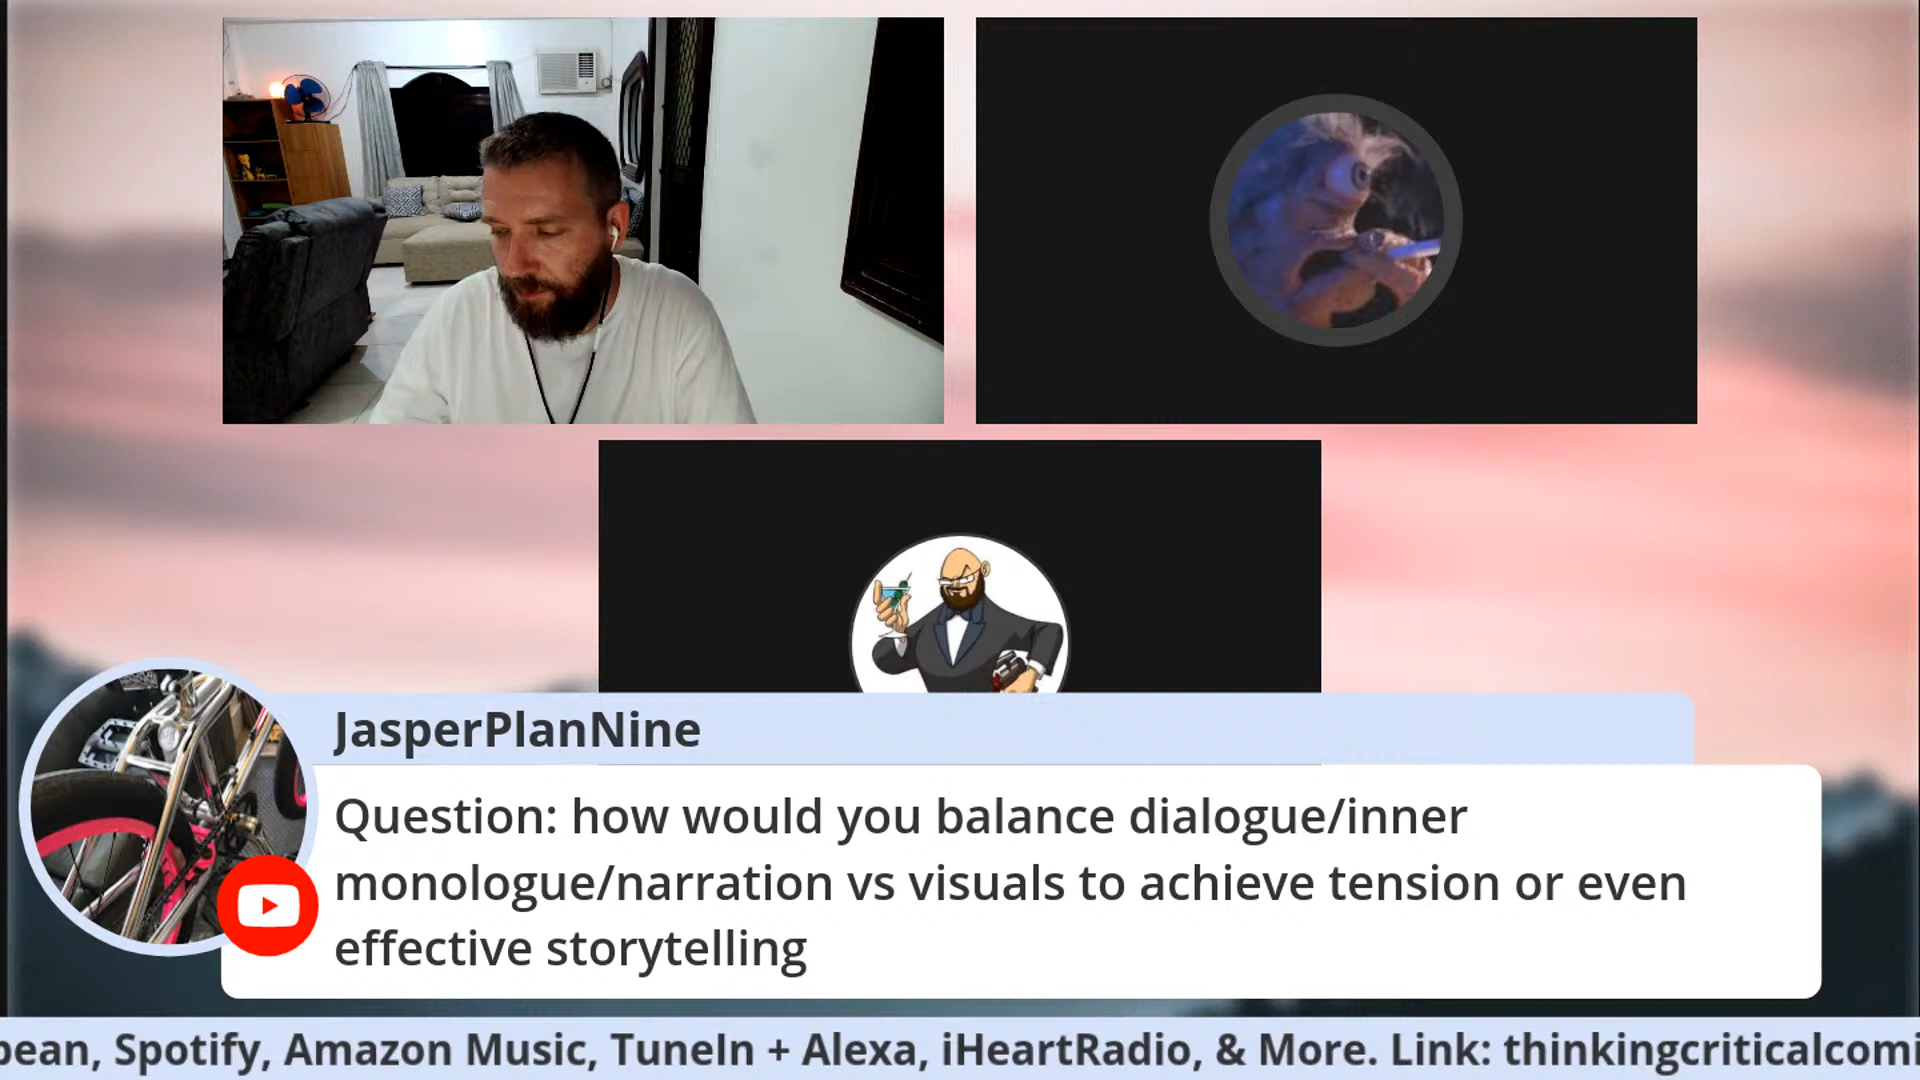 JasperPlanNine
Question: how would you balance dialogue/inner
monologue/narration vs visuals to achieve tension or even
effective storytelling
bean, Spotify, Amazon Music, TuneIn + Alexa, iHeartRadio, & More. Link: thinkingcriticalcomi